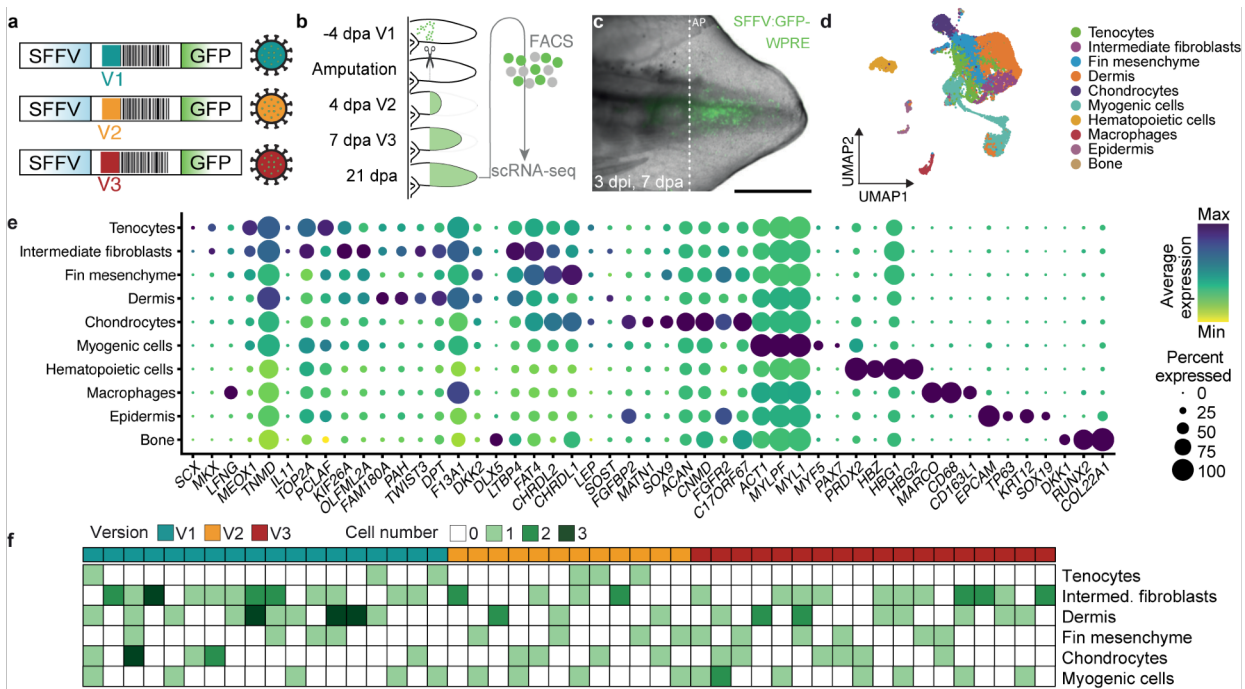 a
SFFV GFP
V1
SFFV GFP
V2
SFFV GFP
V3
b
-4 dpa V1
Amputation
4 dpa V2
7 dpa V3
21 dpa
FACS
scRNA-seq
c
AP
SFFV:GFP-
WPRE
3 dpi, 7 dpa
d
UMAP2
UMAP1
Tenocytes
Intermediate fibroblasts
Fin mesenchyme
Dermis
Chondrocytes
Myogenic cells
Hematopoietic cells
Macrophages
Epidermis
Bone
e
Tenocytes
Intermediate fibroblasts
Fin mesenchyme
Dermis
Chondrocytes
Myogenic cells
Hematopoietic cells
Macrophages
Epidermis
Bone
SCX MKX LFNG MEOX1 TNMD IL11 TOP2A PCLAF KIF26A OLFML2A FAM180A PAH TWIST3 DPT F13A1 DKK2 DLX5 LTBP4 FAT4 CHRDL2 CHRDL1 LEP SOST FGFBP2 MATN1 SOX9 ACAN CNMD FGFR2 C17ORF67 ACT1 MYLPF MYL1 MYF5 PAX7 PRDX2 HBZ HBG1 HBG2 MARCO CD68 CD163L1 EPCAM TP63 KRT12 SOX19 DKK1 RUNX2 COL22A1
Max
Average
expression
Min
Percent
expressed
0
25
50
75
100
f
Version V1 V2 V3 Cell number 0 1 2 3
Tenocytes
Intermed. fibroblasts
Dermis
Fin mesenchyme
Chondrocytes
Myogenic cells